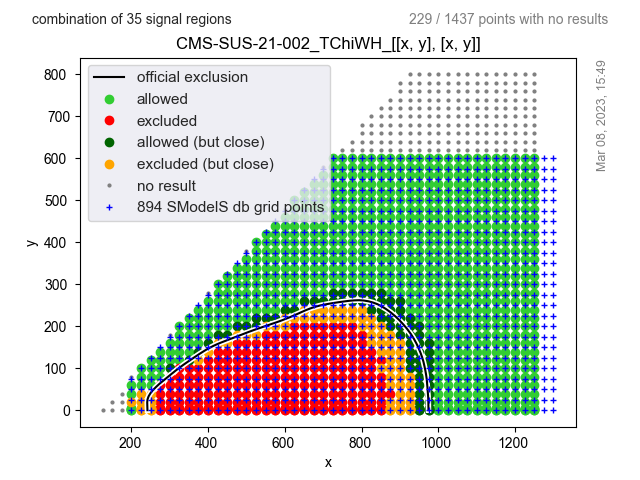 combination of 35 signal regions
229 / 1437 points with no results
CMS-SUS-21-002_TChiWH_[[x, y], [x, y]]
official exclusion
allowed
excluded
allowed (but close)
excluded (but close)
no result
894 SModelS db grid points
800
700
600
500
400
300
200
100
0
y
200 400 600 800 1000 1200
x
Mar 08, 2023, 15:49